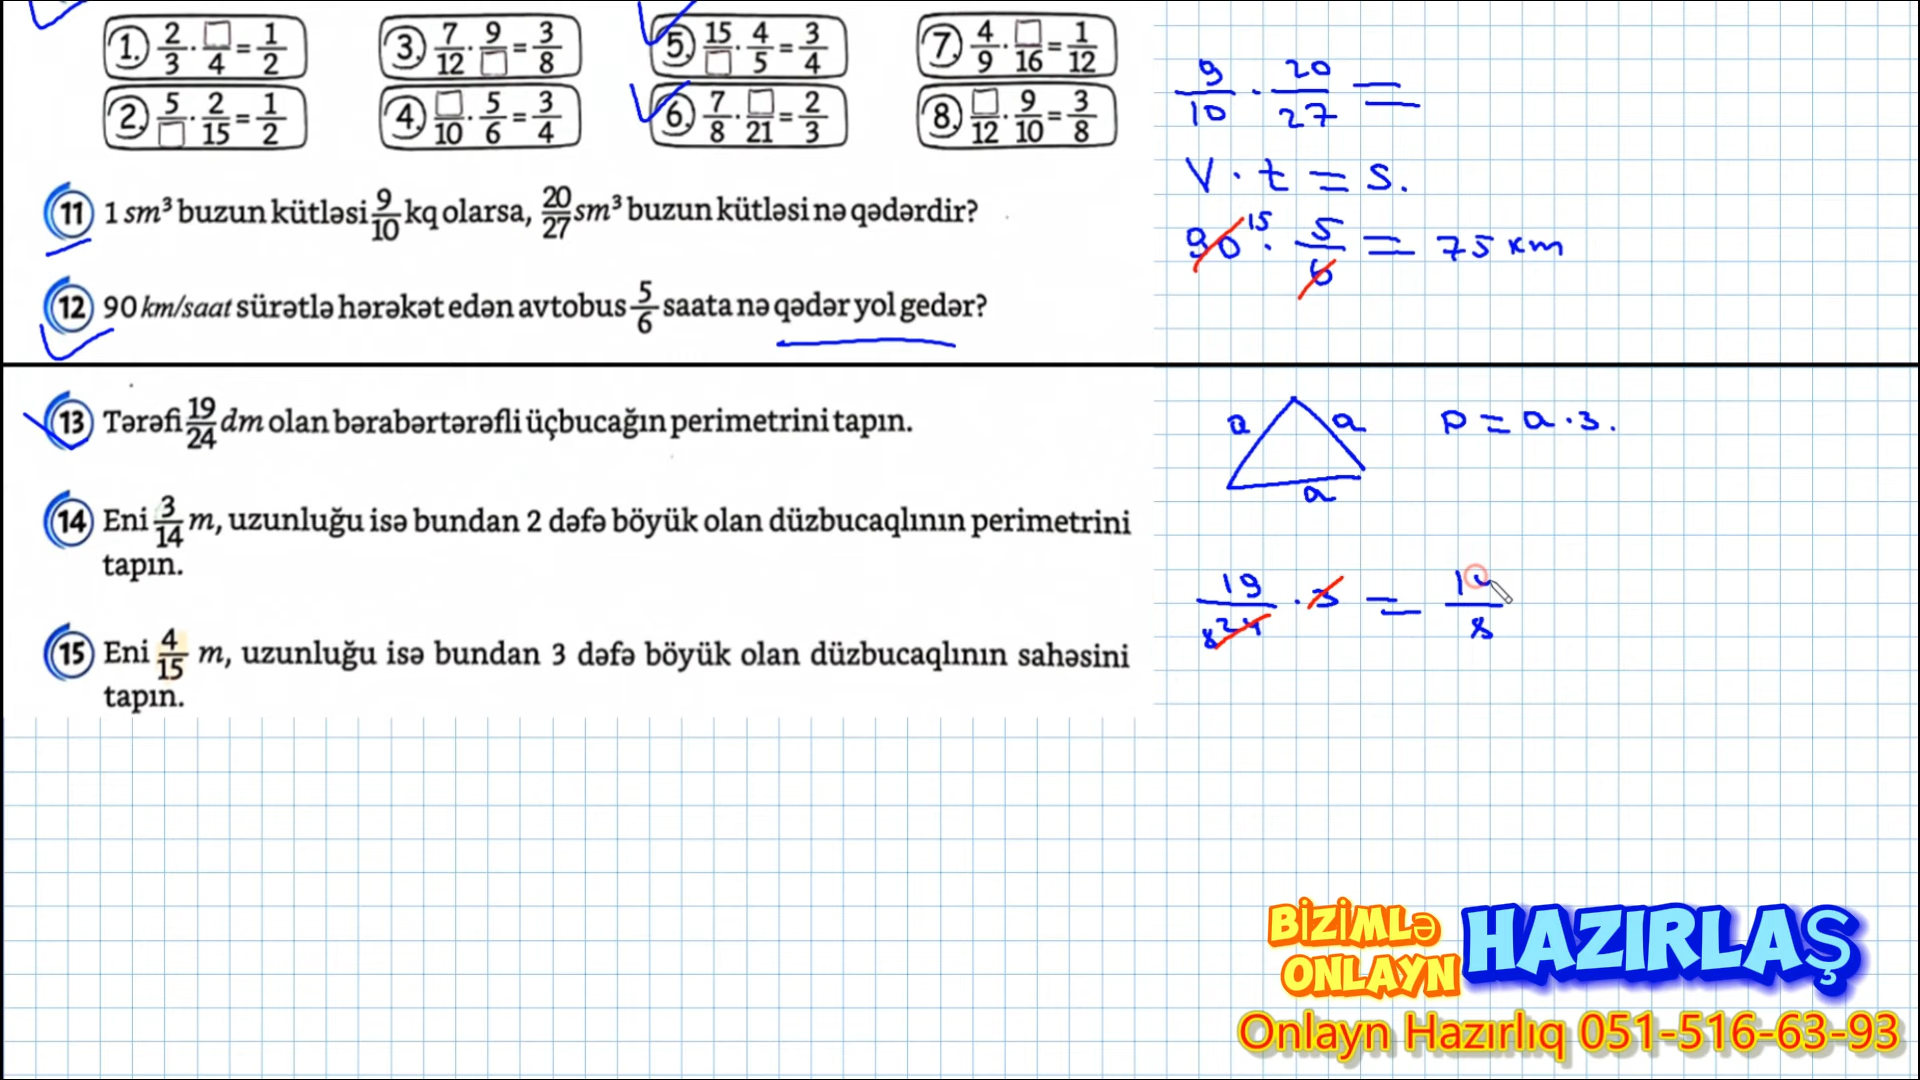 1. 2/3 · □/4 = 1/2
3. 7/12 · 9/□ = 3/8
5. 15/□ · 4/5 = 3/4
7. 4/9 · □/16 = 1/12
2. 5/□ · 2/15 = 1/2
4. □/10 · 5/6 = 3/4
6. 7/8 · □/21 = 2/3
8. □/12 · 9/10 = 3/8
11 1 sm³ buzun kütləsi 9/10 kq olarsa, 20/27 sm³ buzun kütləsi nə qədərdir?
12 90 km/saat sürətlə hərəkət edən avtobus 5/6 saata nə qədər yol gedər?
13 Tərəfi 19/24 dm olan bərabərtərəfli üçbucağın perimetrini tapın.
14 Eni 3/14 m, uzunluğu isə bundan 2 dəfə böyük olan düzbucaqlının perimetrini
tapın.
15 Eni 4/15 m, uzunluğu isə bundan 3 dəfə böyük olan düzbucaqlının sahəsini
tapın.
9/10 · 20/27 =
V · t = s.
90 15 · 5/6 = 75 km
a a P = a · 3.
a
19/24 8 · 3 = /8
BİZİMLƏ
ONLAYN
HAZIRLAŞ
Onlayn Hazırlıq 051-516-63-93